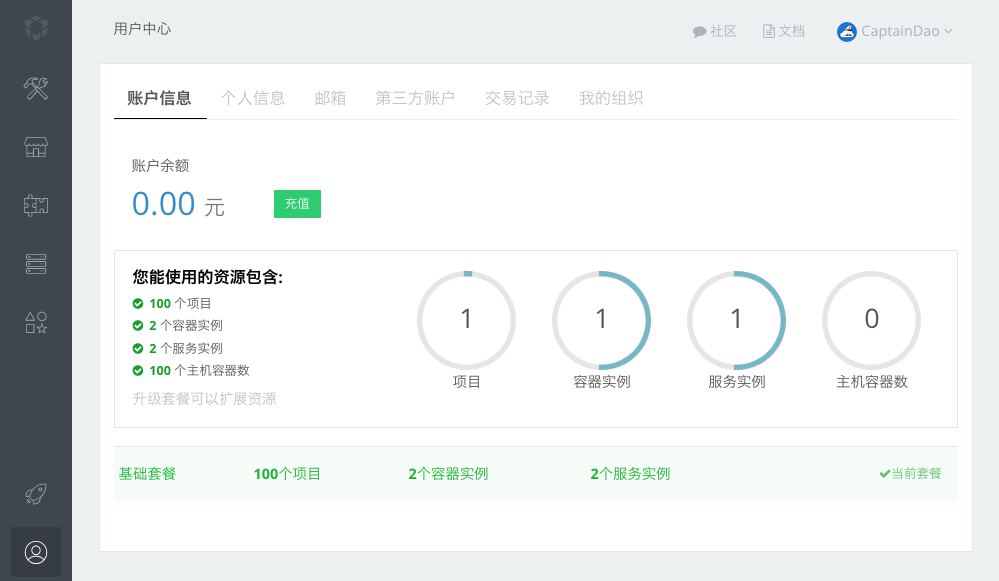 用户中心
社区 文档 CaptainDao
账户信息 个人信息 邮箱 第三方账户 交易记录 我的组织
账户余额
0.00 元 充值
您能使用的资源包含:
100 个项目
2 个容器实例
2 个服务实例
100 个主机容器数
升级套餐可以扩展资源
1 1 1 0
项目 容器实例 服务实例 主机容器数
基础套餐 100个项目 2个容器实例 2个服务实例 当前套餐